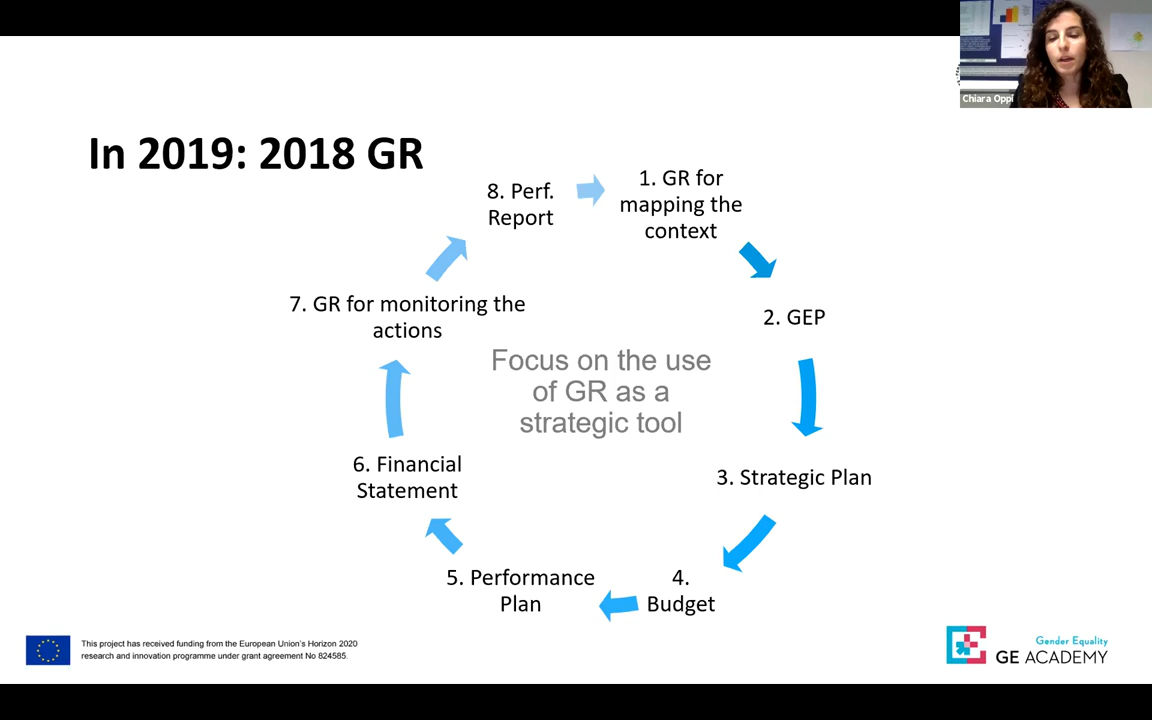 Chiara Oppi
In 2019: 2018 GR
1. GR for
mapping the
context
2. GEP
3. Strategic Plan
4.
Budget
5. Performance
Plan
6. Financial
Statement
7. GR for monitoring the
actions
8. Perf.
Report
Focus on the use
of GR as a
strategic tool
This project has received funding from the European Union's Horizon 2020
research and innovation programme under grant agreement No 824585.
Gender Equality
GE ACADEMY